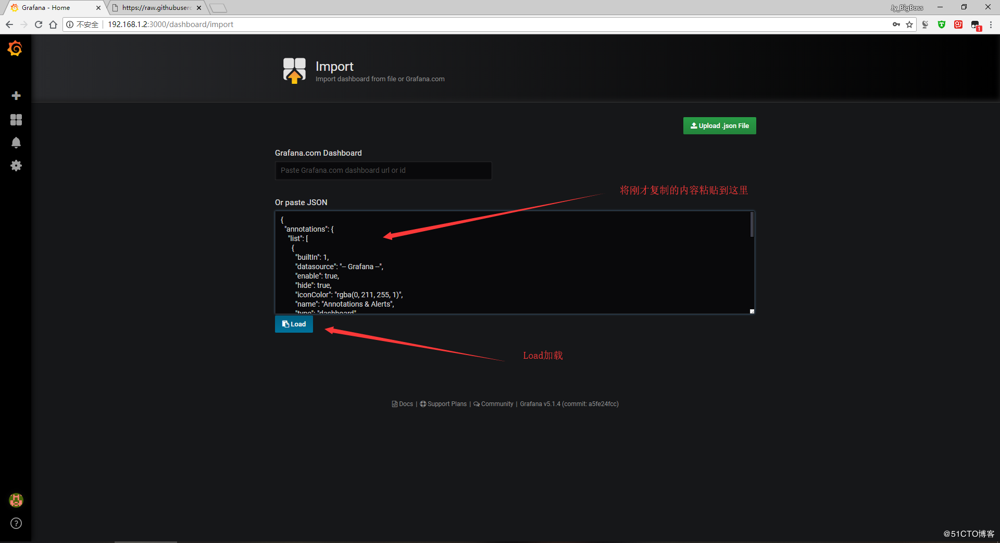 Grafana - Home
https://raw.githubuserc
Jy_BigBoss
不安全
192.168.1.2:3000/dashboard/import
1
Import
Import dashboard from file or Grafana.com
Upload .json File
Grafana.com Dashboard
Paste Grafana.com dashboard url or id
将刚才复制的内容粘贴到这里
Or paste JSON
{
"annotations": {
"list": [
{
"builtIn": 1,
"datasource": "-- Grafana --",
"enable": true,
"hide": true,
"iconColor": "rgba(0, 211, 255, 1)",
"name": "Annotations & Alerts",
"type": "dashboard"
Load
Load加载
Docs | Support Plans | Community | Grafana v5.1.4 (commit: a5fe24fcc)
@51CTO博客